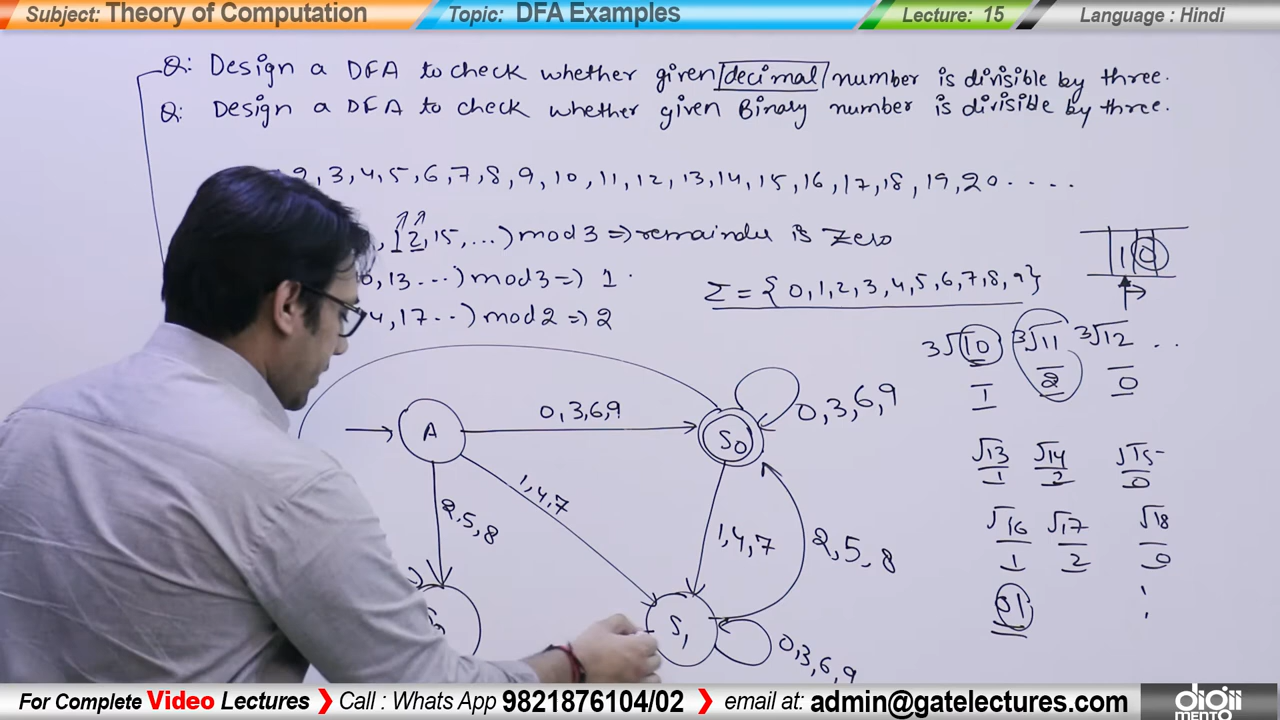 Subject: Theory of Computation
Topic: DFA Examples
Lecture: 15
Language : Hindi
Q: Design a DFA to check whether given decimal number is divisible by three.
Q: Design a DFA to check whether given Binary number is divisible by three.
2, 3, 4, 5, 6, 7, 8, 9, 10, 11, 12, 13, 14, 15, 16, 17, 18, 19, 20 ....
, 12, 15, ...) mod 3 => remainder is Zero
0, 13 ...) mod 3 => 1
4, 17 ..) mod 2 => 2
Σ = { 0, 1, 2, 3, 4, 5, 6, 7, 8, 9 }
1 0
3√10 3√11 3√12 ..
1 2 0
√13 √14 √15
1 2 0
√16 √17 √18
1 2 0
01
A
0, 3, 6, 9
S0
0, 3, 6, 9
1, 4, 7
2, 5, 8
1, 4, 7
2, 5, 8
S1
0, 3, 6, 9
For Complete Video Lectures ❯ Call : Whats App 9821876104/02 ❯ email at: admin@gatelectures.com
digii
MENTO